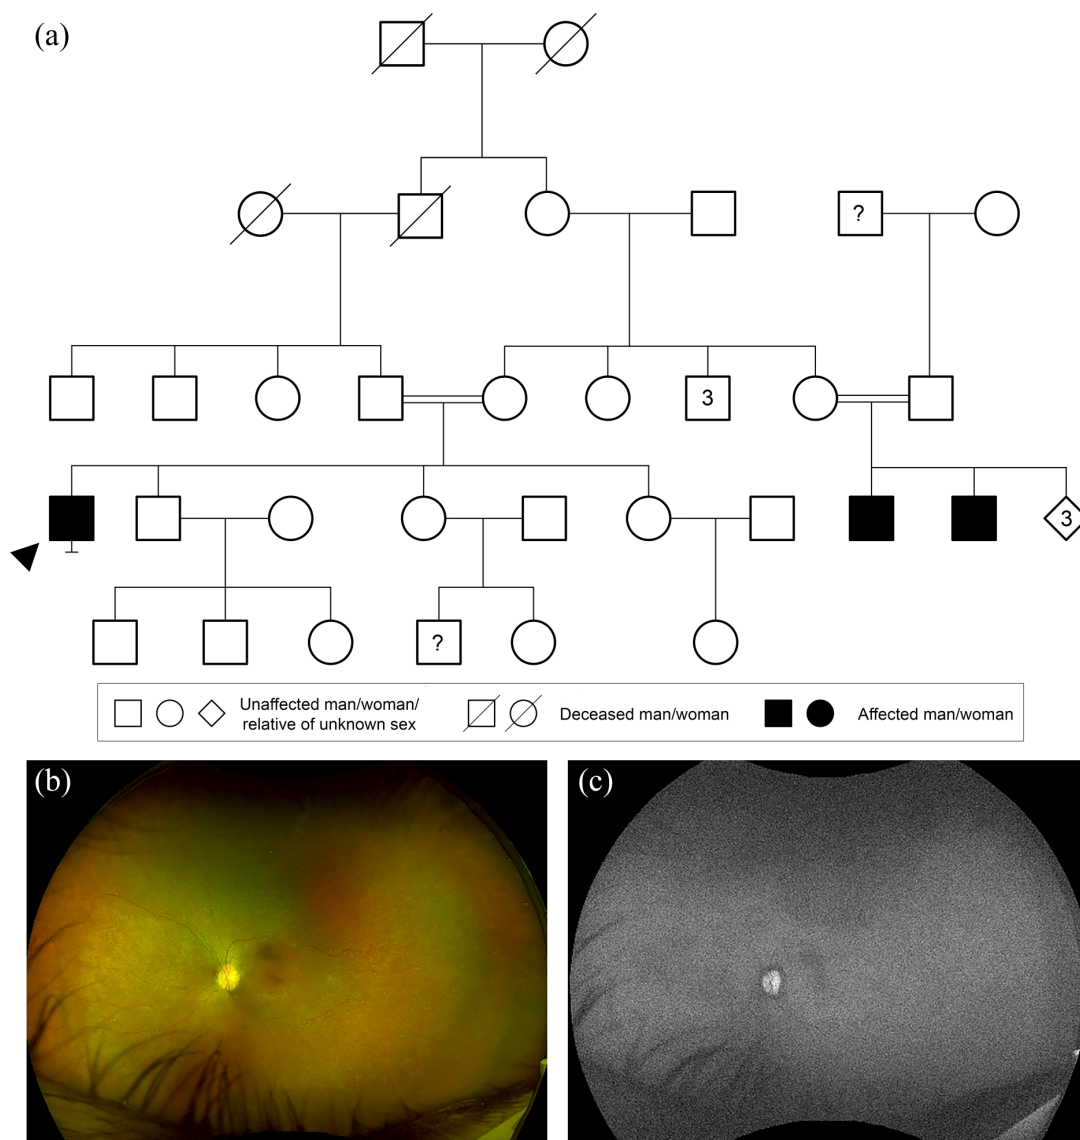 (a)
?
3
3
?
Unaffected man/woman/
relative of unknown sex
Deceased man/woman
Affected man/woman
(b)
(c)